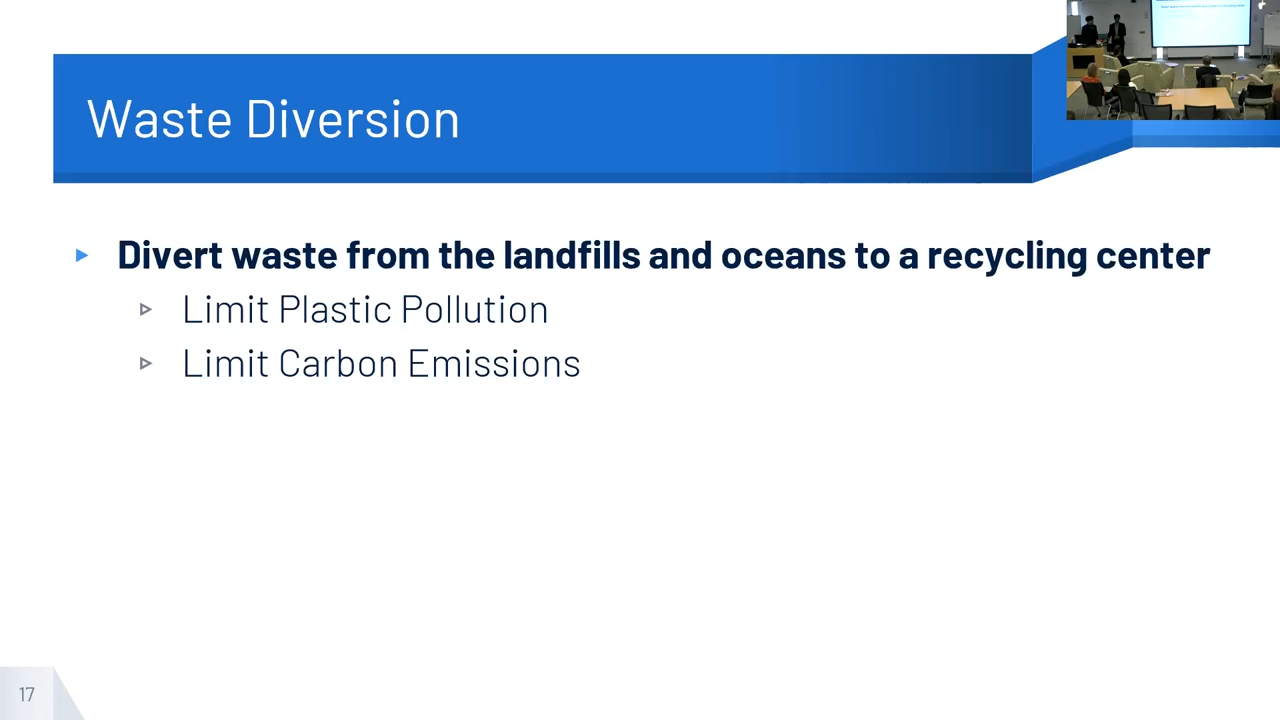 Waste Diversion
Divert waste from the landfills and oceans to a recycling center
Limit Plastic Pollution
Limit Carbon Emissions
17